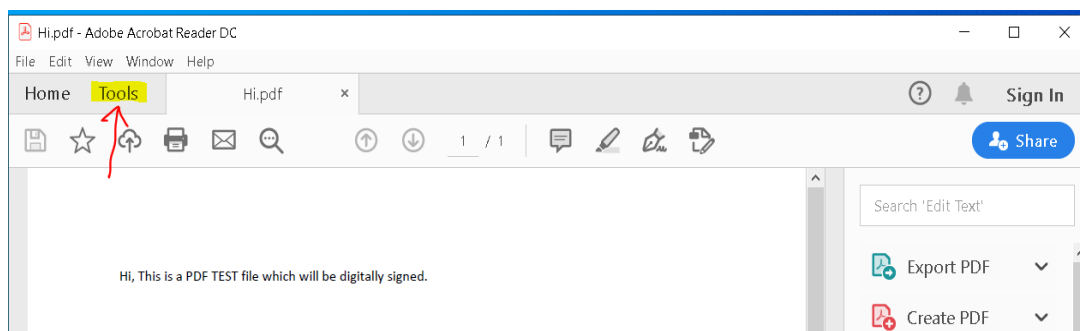 Hi.pdf - Adobe Acrobat Reader DC
File Edit View Window Help
Home Tools Hi.pdf × ? Sign In
1 / 1 Share
Search 'Edit Text'
Hi, This is a PDF TEST file which will be digitally signed.
Export PDF
Create PDF